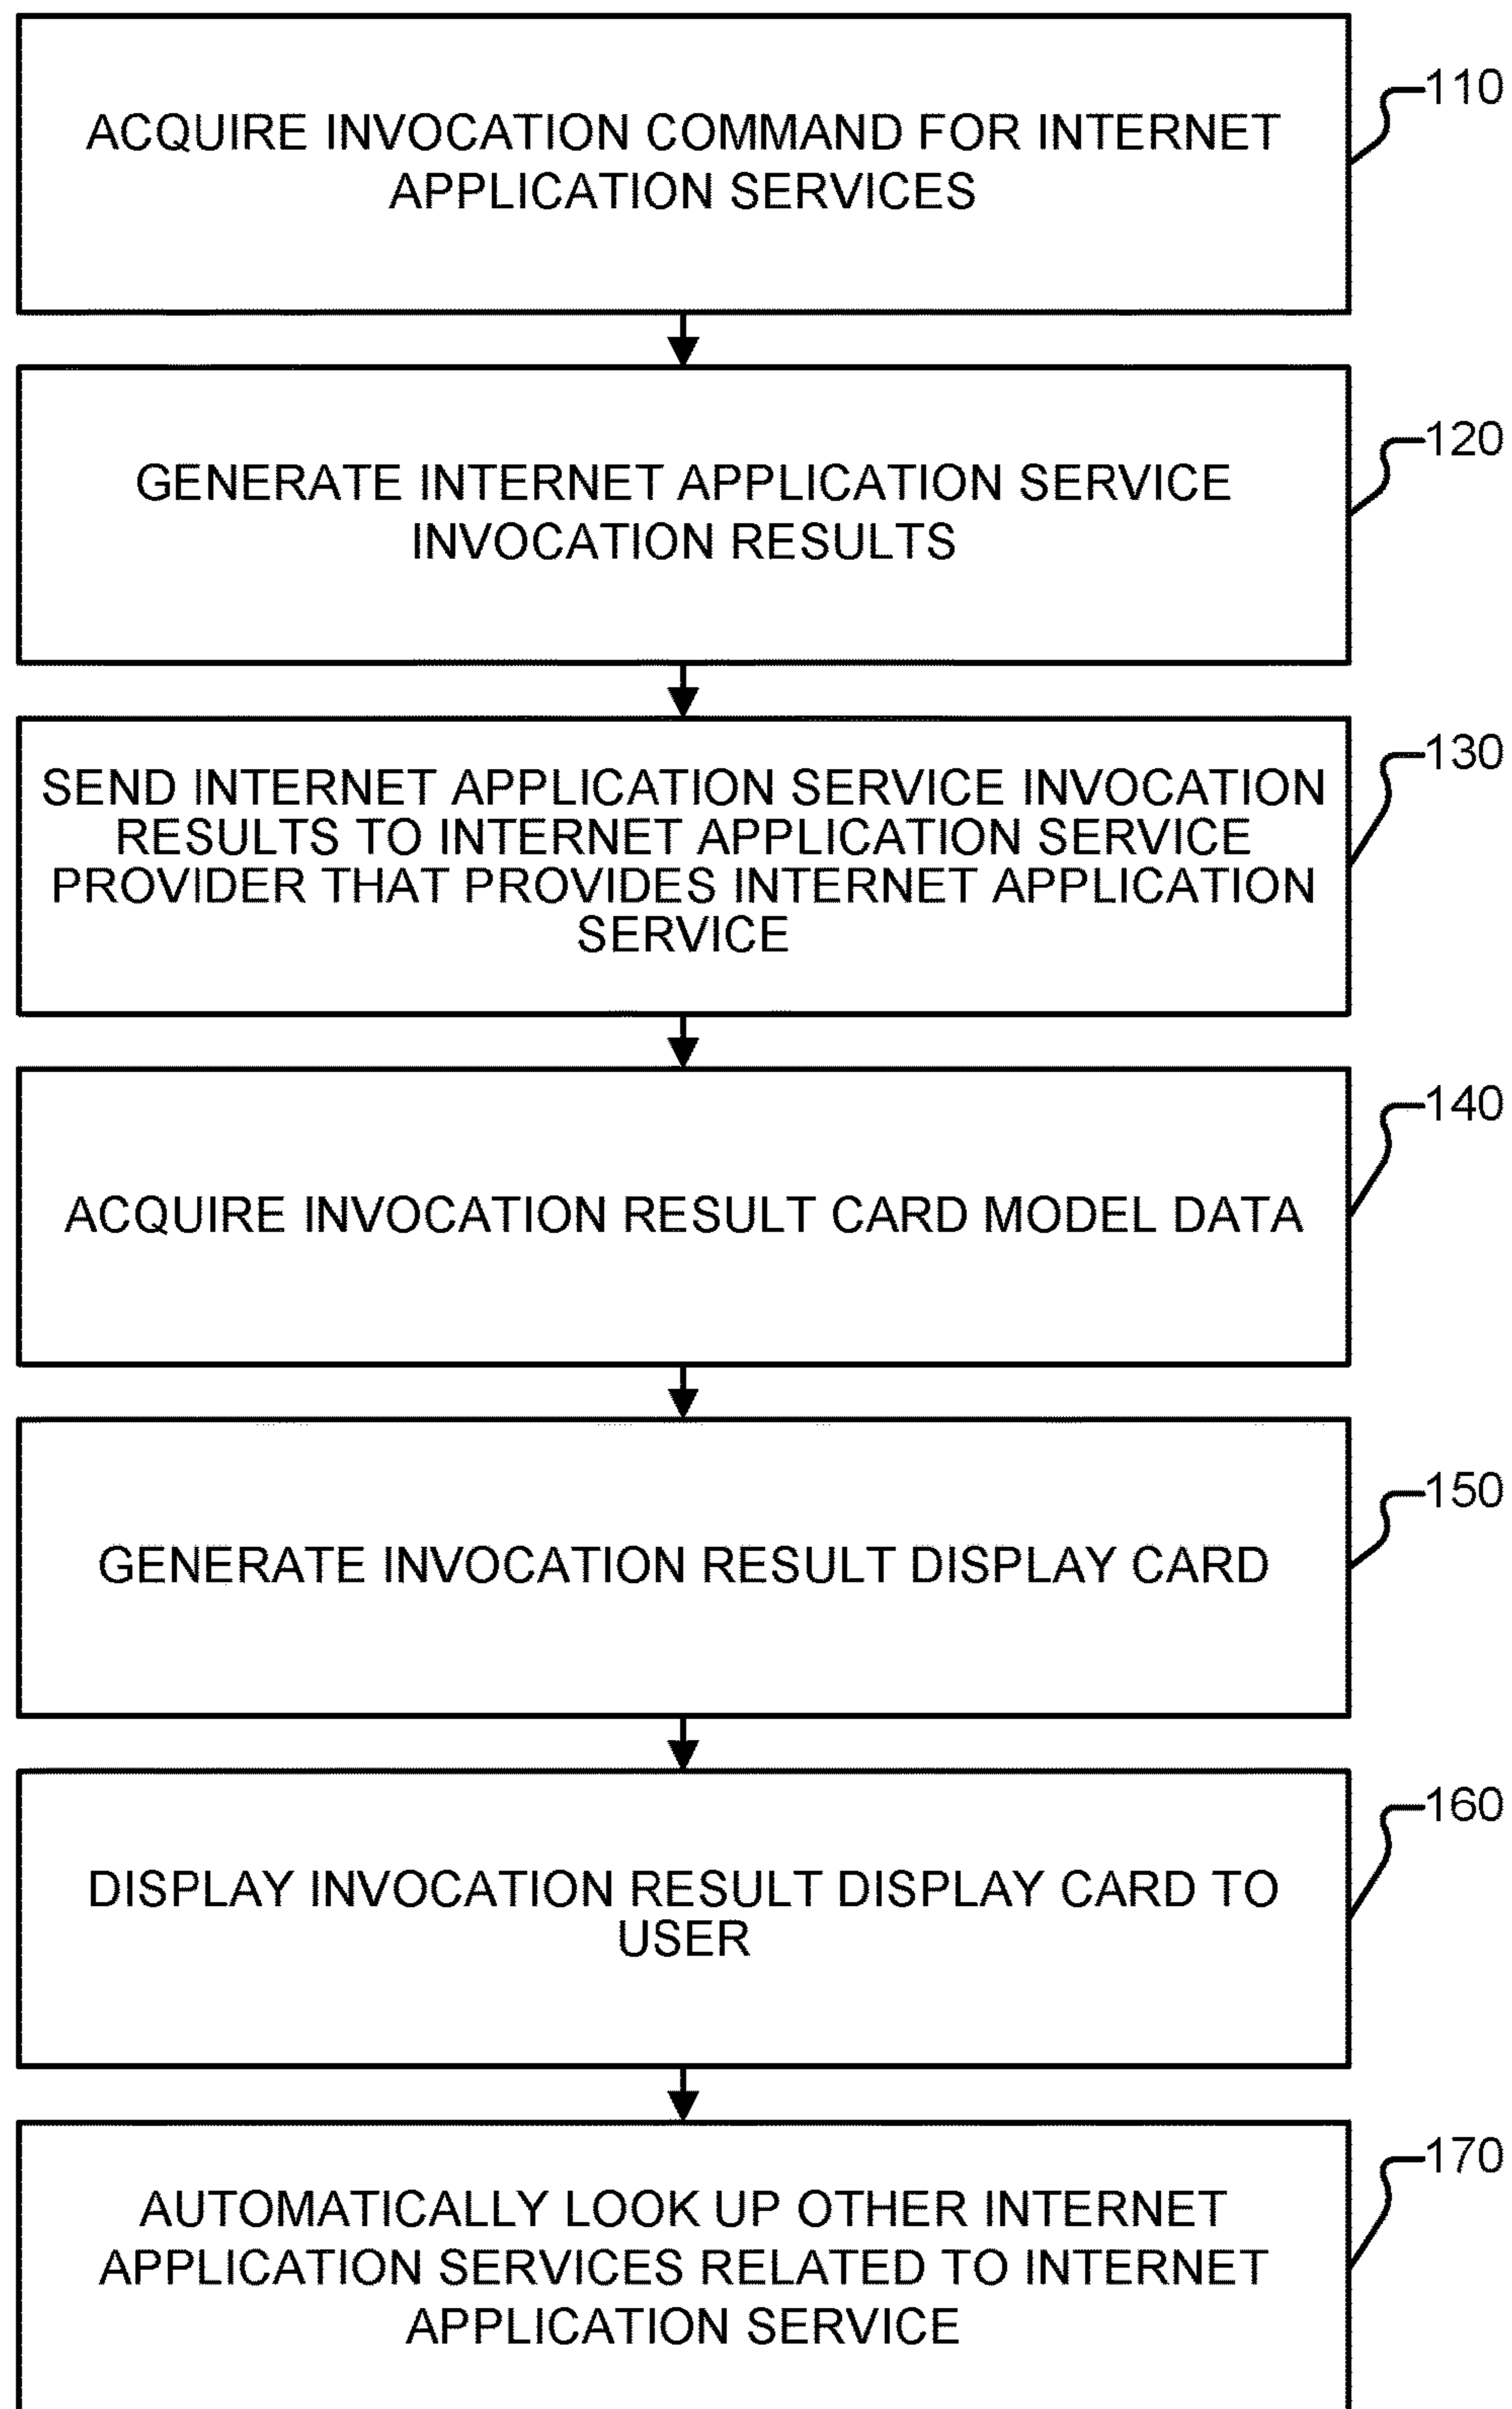 110
ACQUIRE INVOCATION COMMAND FOR INTERNET
APPLICATION SERVICES
120
GENERATE INTERNET APPLICATION SERVICE
INVOCATION RESULTS
130
SEND INTERNET APPLICATION SERVICE INVOCATION
RESULTS TO INTERNET APPLICATION SERVICE
PROVIDER THAT PROVIDES INTERNET APPLICATION
SERVICE
140
ACQUIRE INVOCATION RESULT CARD MODEL DATA
150
GENERATE INVOCATION RESULT DISPLAY CARD
160
DISPLAY INVOCATION RESULT DISPLAY CARD TO
USER
170
AUTOMATICALLY LOOK UP OTHER INTERNET
APPLICATION SERVICES RELATED TO INTERNET
APPLICATION SERVICE